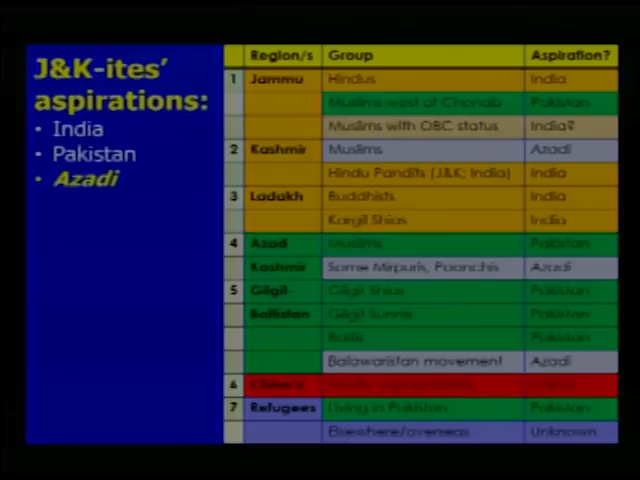 J&K-ites'
aspirations:
• India
• Pakistan
• Azadi
Region/s Group Aspiration?
1 Jammu Hindus India
Muslims west of Chenab Pakistan
Muslims with OBC status India?
2 Kashmir Muslims Azadi
Hindu Pandits (J&K; India) India
3 Ladakh Buddhists India
Kargil Shias India
4 Azad Muslims Pakistan
Kashmir Some Mirpuris, Poonchis Azadi
5 Gilgit- Gilgit Shias Pakistan
Baltistan Gilgit Sunnis Pakistan
Baltis Pakistan
Balawaristan movement Azadi
6
7 Refugees Living in Pakistan Pakistan
Elsewhere/overseas Unknown